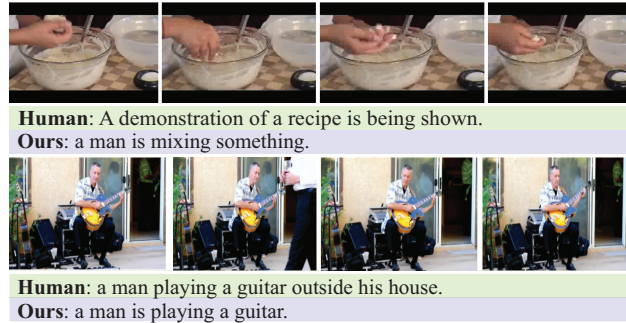 Human: A demonstration of a recipe is being shown.
Ours: a man is mixing something.
Human: a man playing a guitar outside his house.
Ours: a man is playing a guitar.